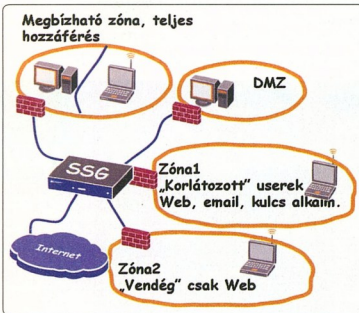 Megbízható zóna, teljes
hozzáférés
DMZ
SSG
Zóna1
„Korlátozott" userek
Web, email, kulcs alkalm.
Internet
Zóna2
„Vendég" csak Web